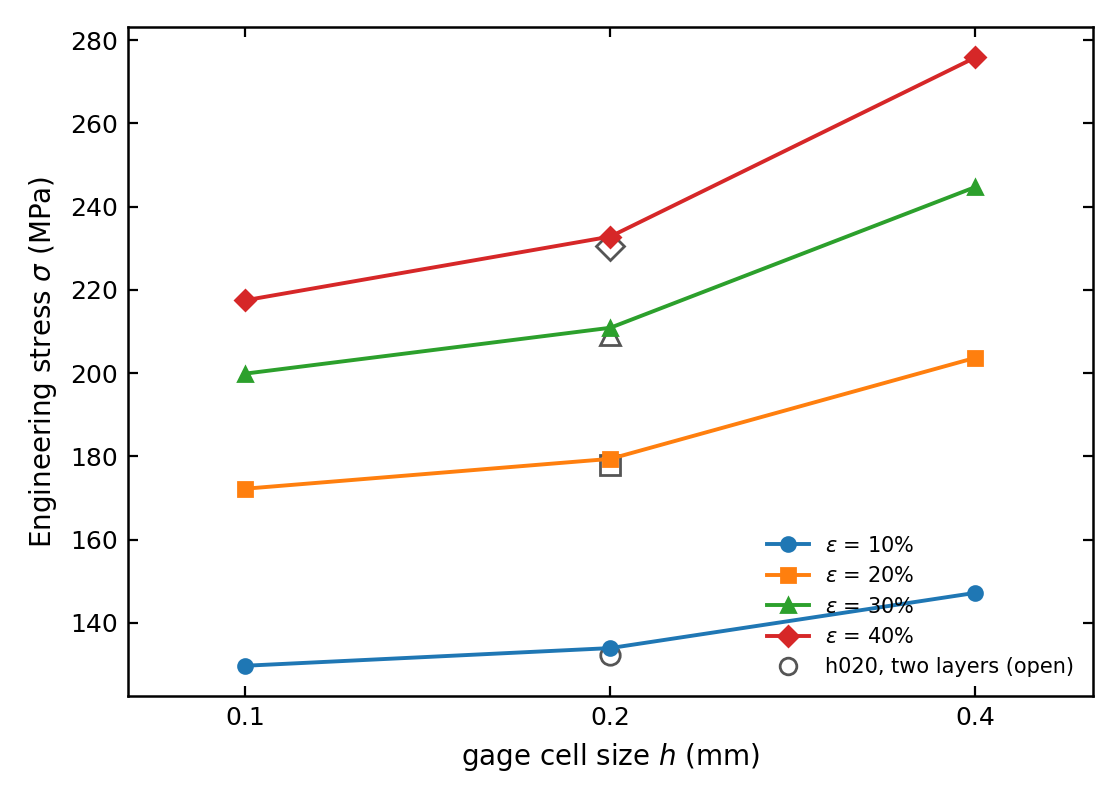 280
260
240
220
200
180
160
140
Engineering stress σ (MPa)
ε = 10%
ε = 20%
ε = 30%
ε = 40%
h020, two layers (open)
0.1
0.2
0.4
gage cell size h (mm)